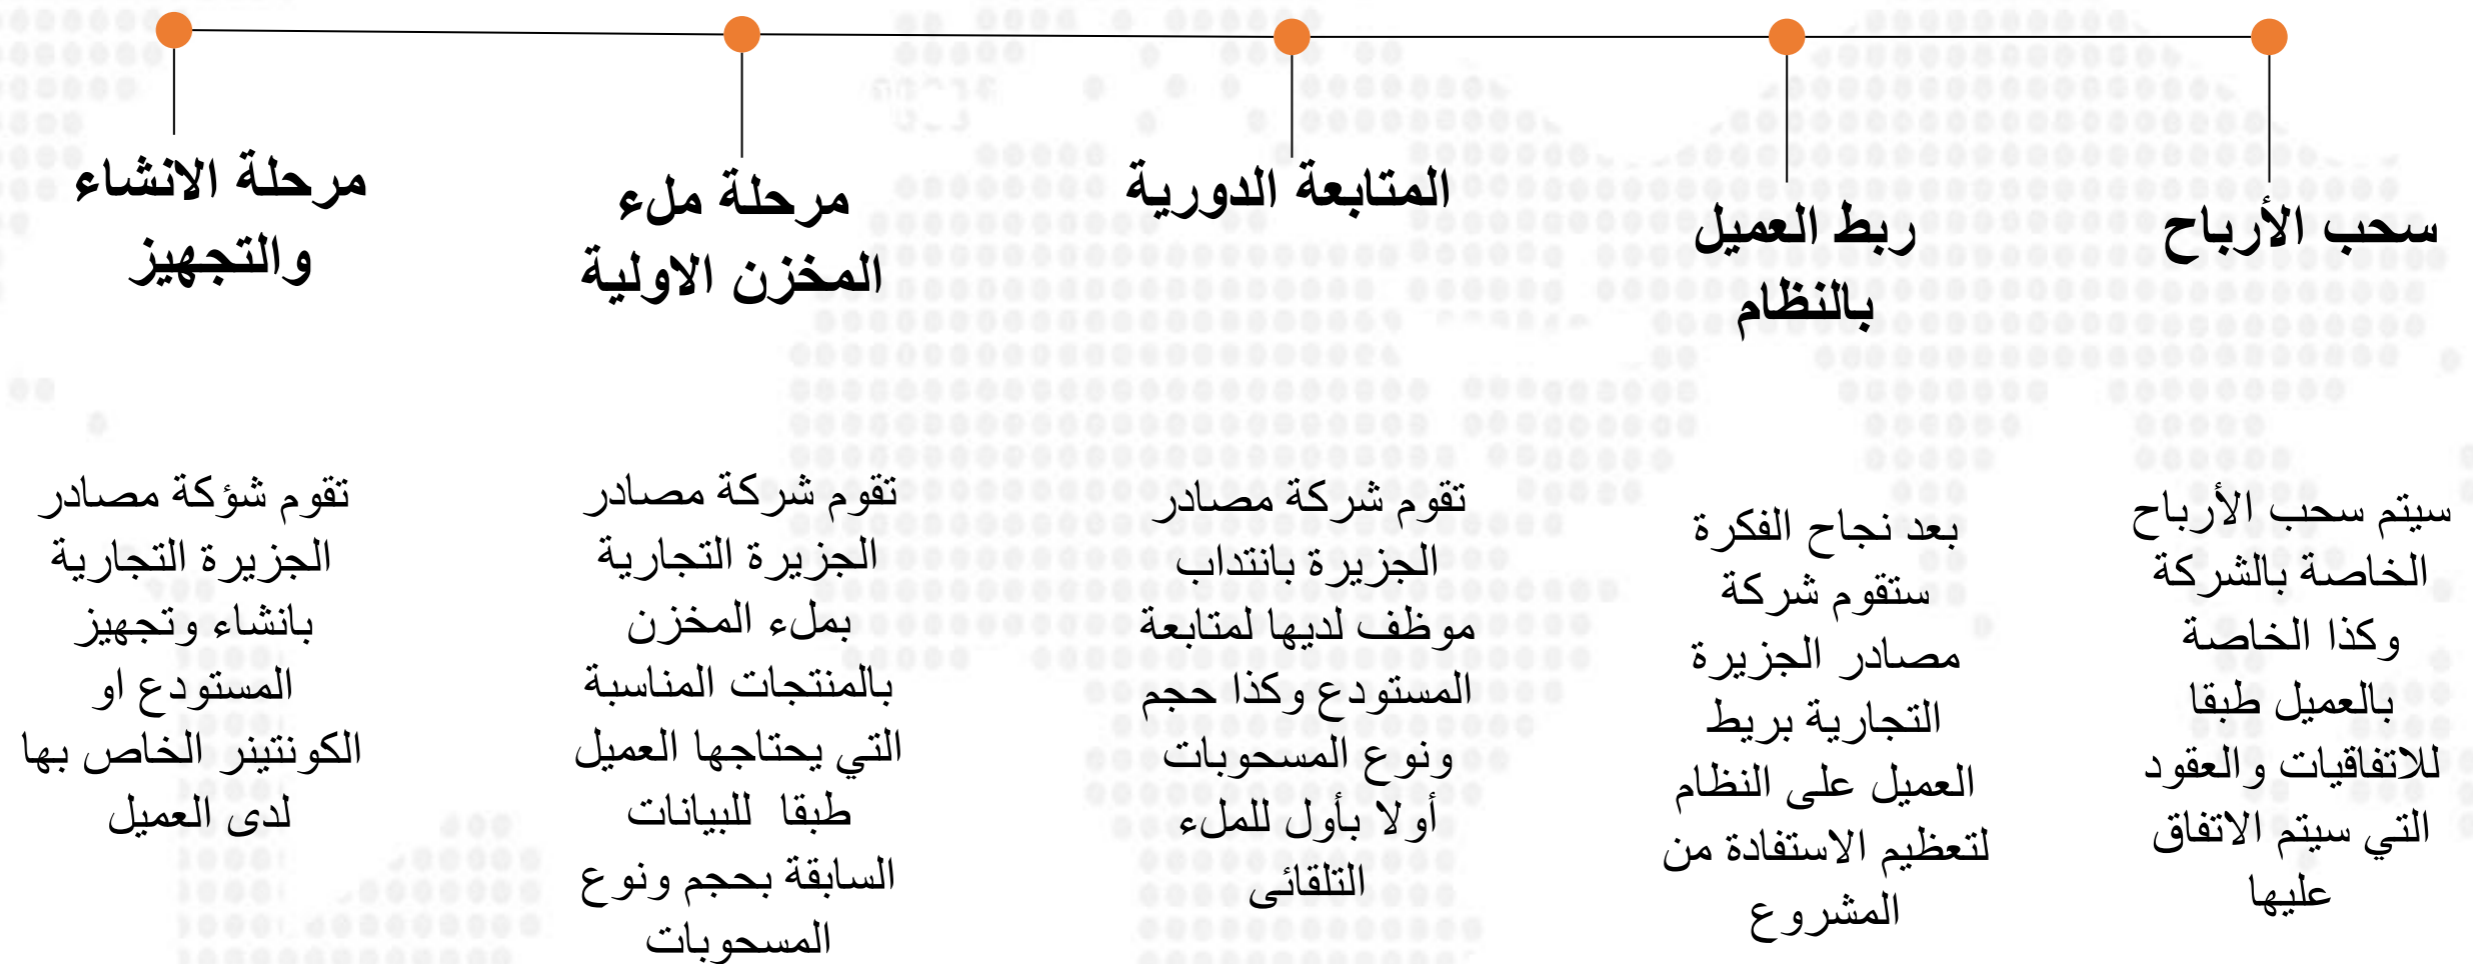 مرحلة الانشاء
والتجهيز
تقوم شؤكة مصادر
الجزيرة التجارية
بانشاء وتجهيز
المستودع او
الكونتينر الخاص بها
لدى العميل
مرحلة ملء
المخزن الاولية
تقوم شركة مصادر
الجزيرة التجارية
بملء المخزن
بالمنتجات المناسبة
التي يحتاجها العميل
طبقا للبيانات
السابقة بحجم ونوع
المسحوبات
المتابعة الدورية
تقوم شركة مصادر
الجزيرة بانتداب
موظف لديها لمتابعة
المستودع وكذا حجم
ونوع المسحوبات
أولا بأول للملء
التلقائى
ربط العميل
بالنظام
بعد نجاح الفكرة
ستقوم شركة
مصادر الجزيرة
التجارية بريط
العميل على النظام
لتعظيم الاستفادة من
المشروع
سحب الأرباح
سيتم سحب الأرباح
الخاصة بالشركة
وكذا الخاصة
بالعميل طبقا
للاتفاقيات والعقود
التي سيتم الاتفاق
عليها